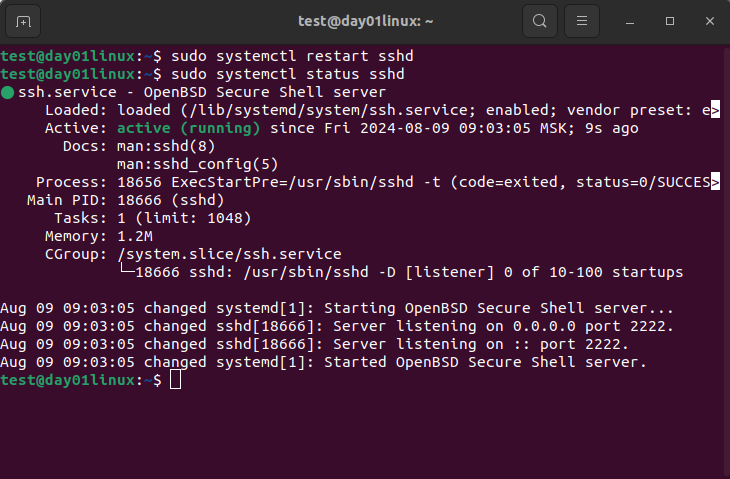 test@day01linux: ~
test@day01linux:~$ sudo systemctl restart sshd
test@day01linux:~$ sudo systemctl status sshd
● ssh.service - OpenBSD Secure Shell server
     Loaded: loaded (/lib/systemd/system/ssh.service; enabled; vendor preset: e>
     Active: active (running) since Fri 2024-08-09 09:03:05 MSK; 9s ago
       Docs: man:sshd(8)
             man:sshd_config(5)
    Process: 18656 ExecStartPre=/usr/sbin/sshd -t (code=exited, status=0/SUCCES>
   Main PID: 18666 (sshd)
      Tasks: 1 (limit: 1048)
     Memory: 1.2M
     CGroup: /system.slice/ssh.service
             └─18666 sshd: /usr/sbin/sshd -D [listener] 0 of 10-100 startups
Aug 09 09:03:05 changed systemd[1]: Starting OpenBSD Secure Shell server...
Aug 09 09:03:05 changed sshd[18666]: Server listening on 0.0.0.0 port 2222.
Aug 09 09:03:05 changed sshd[18666]: Server listening on :: port 2222.
Aug 09 09:03:05 changed systemd[1]: Started OpenBSD Secure Shell server.
test@day01linux:~$